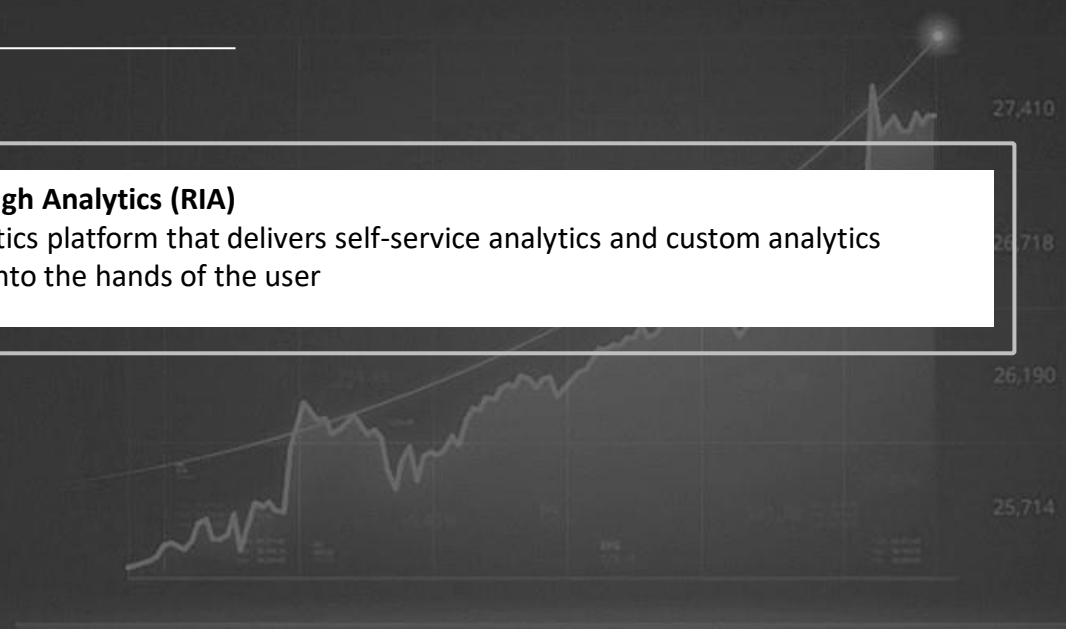 27,410
gh Analytics (RIA)
tics platform that delivers self-service analytics and custom analytics
nto the hands of the user
26,718
26,190
25,714